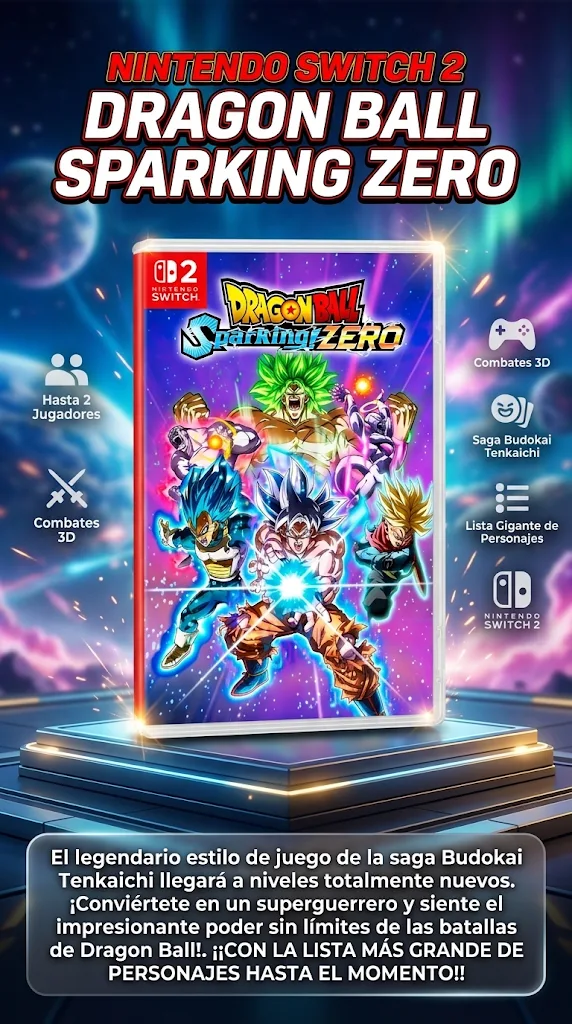 NINTENDO SWITCH 2
DRAGON BALL
SPARKING ZERO
2
NINTENDO
SWITCH
DRAGON BALL
Sparking! ZERO
Hasta 2
Jugadores
Combates
3D
Combates 3D
Saga Budokai
Tenkaichi
Lista Gigante de
Personajes
NINTENDO
SWITCH 2
El legendario estilo de juego de la saga Budokai
Tenkaichi llegará a niveles totalmente nuevos.
¡Conviértete en un superguerrero y siente el
impresionante poder sin límites de las batallas
de Dragon Ball!. ¡¡CON LA LISTA MÁS GRANDE DE
PERSONAJES HASTA EL MOMENTO!!